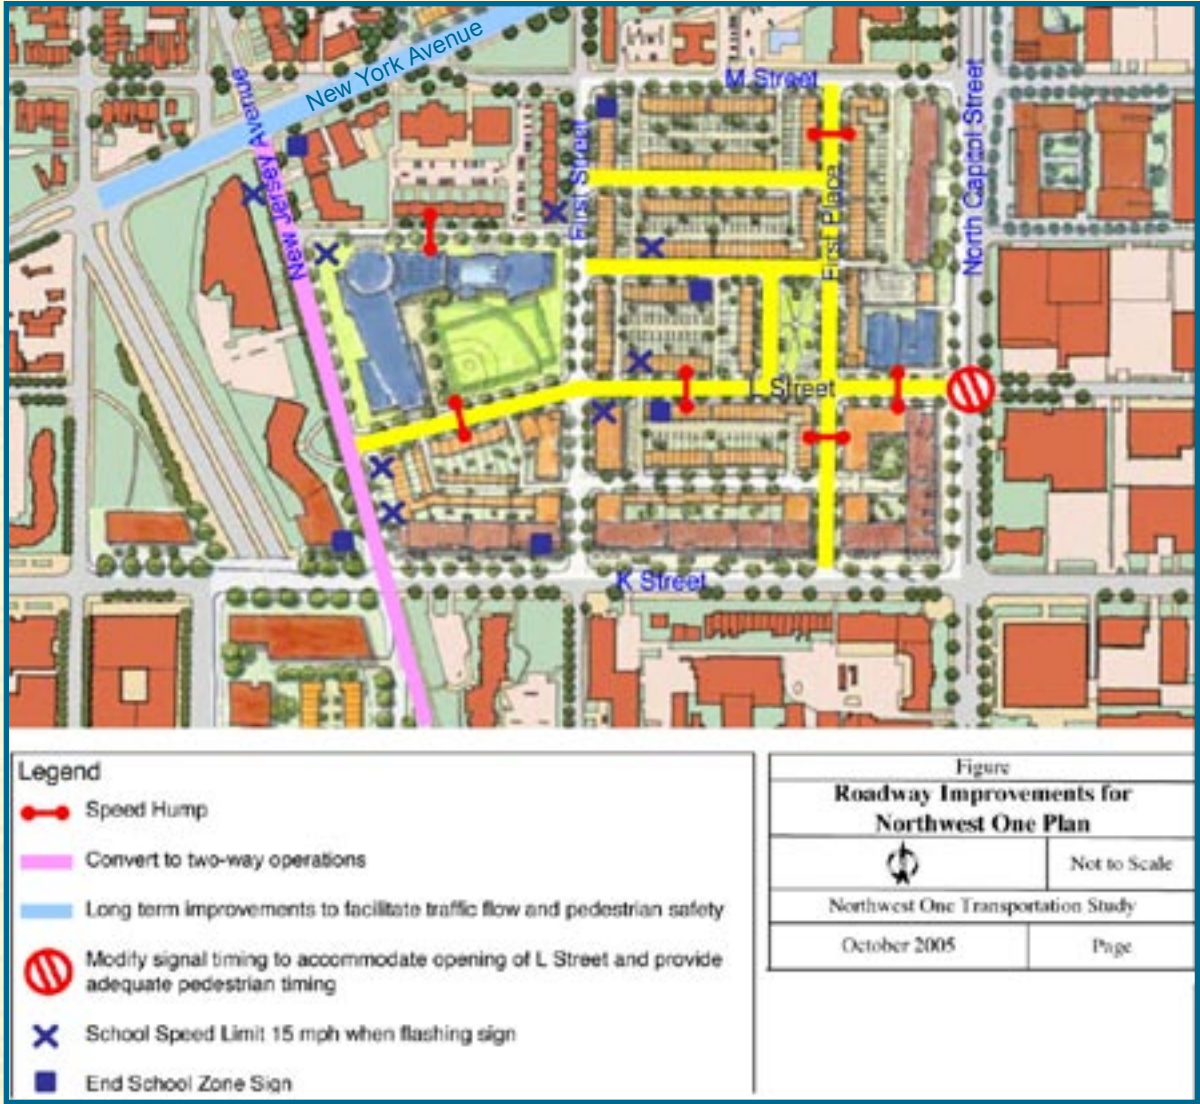 New York Avenue
M Street
New Jersey Avenue
First Street
First Place
North Capitol Street
L Street
K Street
Legend
Speed Hump
Convert to two-way operations
Long term improvements to facilitate traffic flow and pedestrian safety
Modify signal timing to accommodate opening of L Street and provide
adequate pedestrian timing
School Speed Limit 15 mph when flashing sign
End School Zone Sign
Figure
Roadway Improvements for
Northwest One Plan
Not to Scale
Northwest One Transportation Study
October 2005
Page